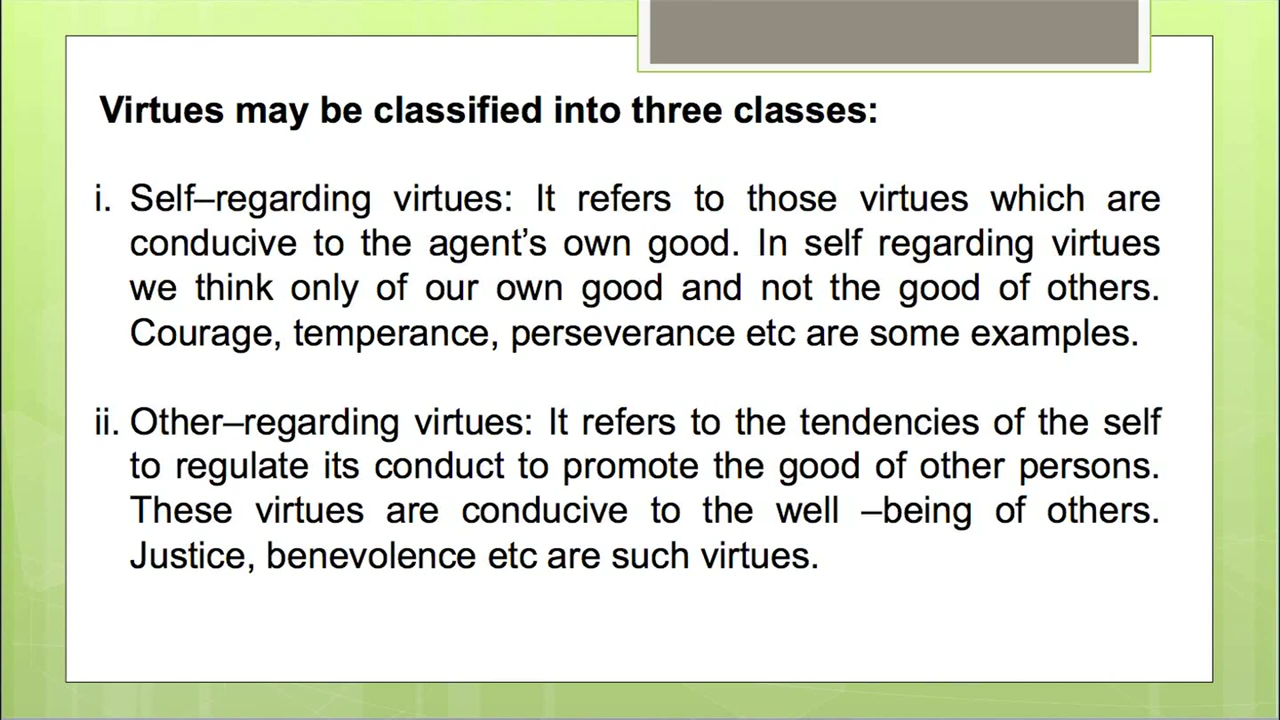 Virtues may be classified into three classes:
i. Self–regarding virtues: It refers to those virtues which are
conducive to the agent’s own good. In self regarding virtues
we think only of our own good and not the good of others.
Courage, temperance, perseverance etc are some examples.
ii. Other–regarding virtues: It refers to the tendencies of the self
to regulate its conduct to promote the good of other persons.
These virtues are conducive to the well –being of others.
Justice, benevolence etc are such virtues.